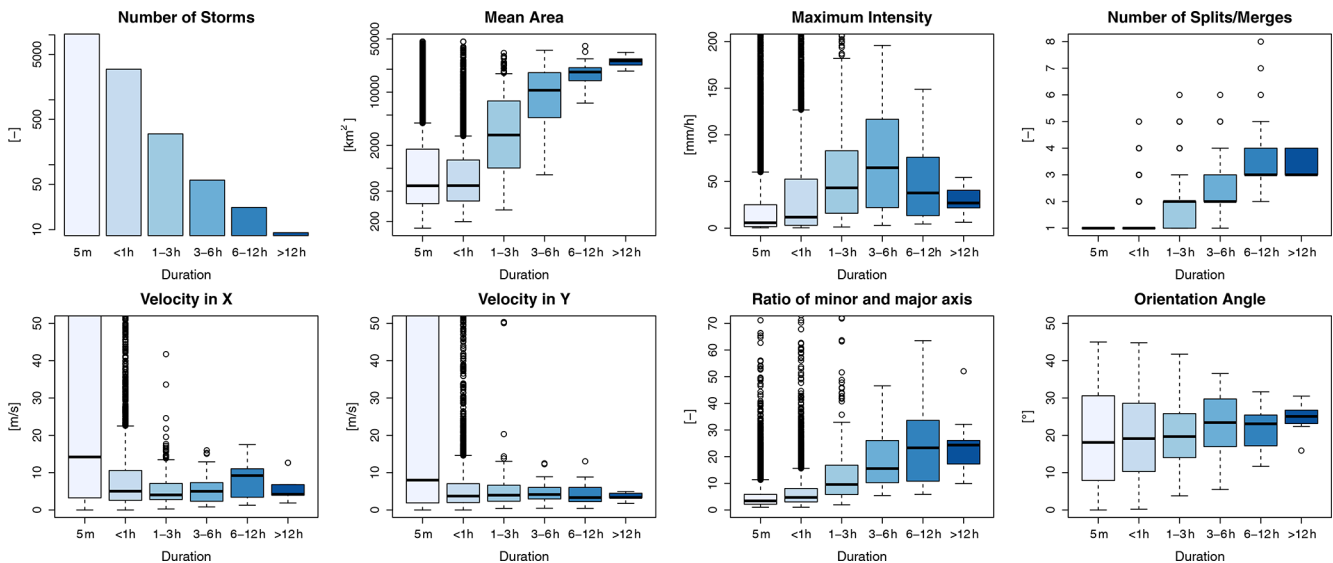 Number of Storms
[−]
5000
500
50
10
5m <1h 1−3h 3−6h 6−12h >12h
Duration
Mean Area
[km²]
50000
10000
2000
500
200
5m <1h 1−3h 3−6h 6−12h >12h
Duration
Maximum Intensity
[mm/h]
200
150
100
50
0
5m <1h 1−3h 3−6h 6−12h >12h
Duration
Number of Splits/Merges
[−]
8
7
6
5
4
3
2
1
5m <1h 1−3h 3−6h 6−12h >12h
Duration
Velocity in X
[m/s]
50
40
30
20
10
0
5m <1h 1−3h 3−6h 6−12h >12h
Duration
Velocity in Y
[m/s]
50
40
30
20
10
0
5m <1h 1−3h 3−6h 6−12h >12h
Duration
Ratio of minor and major axis
[−]
70
60
50
40
30
20
10
0
5m <1h 1−3h 3−6h 6−12h >12h
Duration
Orientation Angle
[°]
50
40
30
20
10
0
5m <1h 1−3h 3−6h 6−12h >12h
Duration